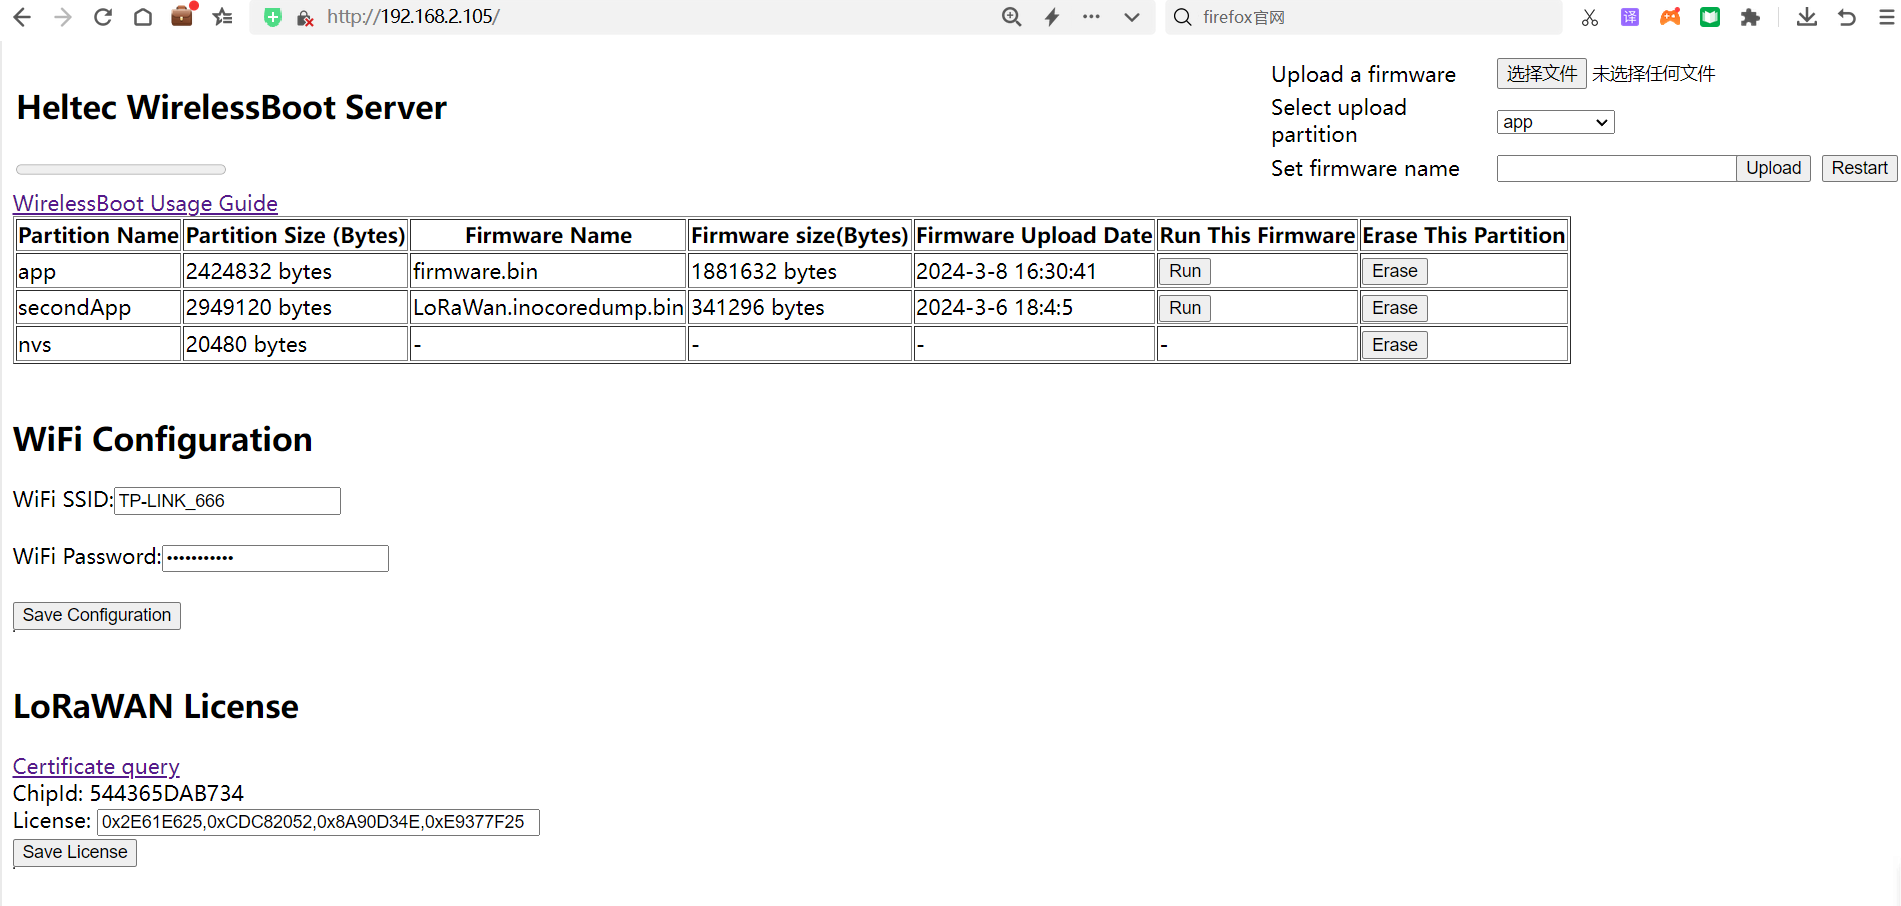 http://192.168.2.105/
firefox官网
译
Heltec WirelessBoot Server
Upload a firmware 选择文件 未选择任何文件
Select upload partition app
Set firmware name Upload Restart
WirelessBoot Usage Guide
Partition Name Partition Size (Bytes) Firmware Name Firmware size(Bytes) Firmware Upload Date Run This Firmware Erase This Partition
app 2424832 bytes firmware.bin 1881632 bytes 2024-3-8 16:30:41 Run Erase
secondApp 2949120 bytes LoRaWan.inocoredump.bin 341296 bytes 2024-3-6 18:4:5 Run Erase
nvs 20480 bytes - - - - Erase
WiFi Configuration
WiFi SSID: TP-LINK_666
WiFi Password: •••••••••••
Save Configuration
LoRaWAN License
Certificate query
ChipId: 544365DAB734
License: 0x2E61E625,0xCDC82052,0x8A90D34E,0xE9377F25
Save License